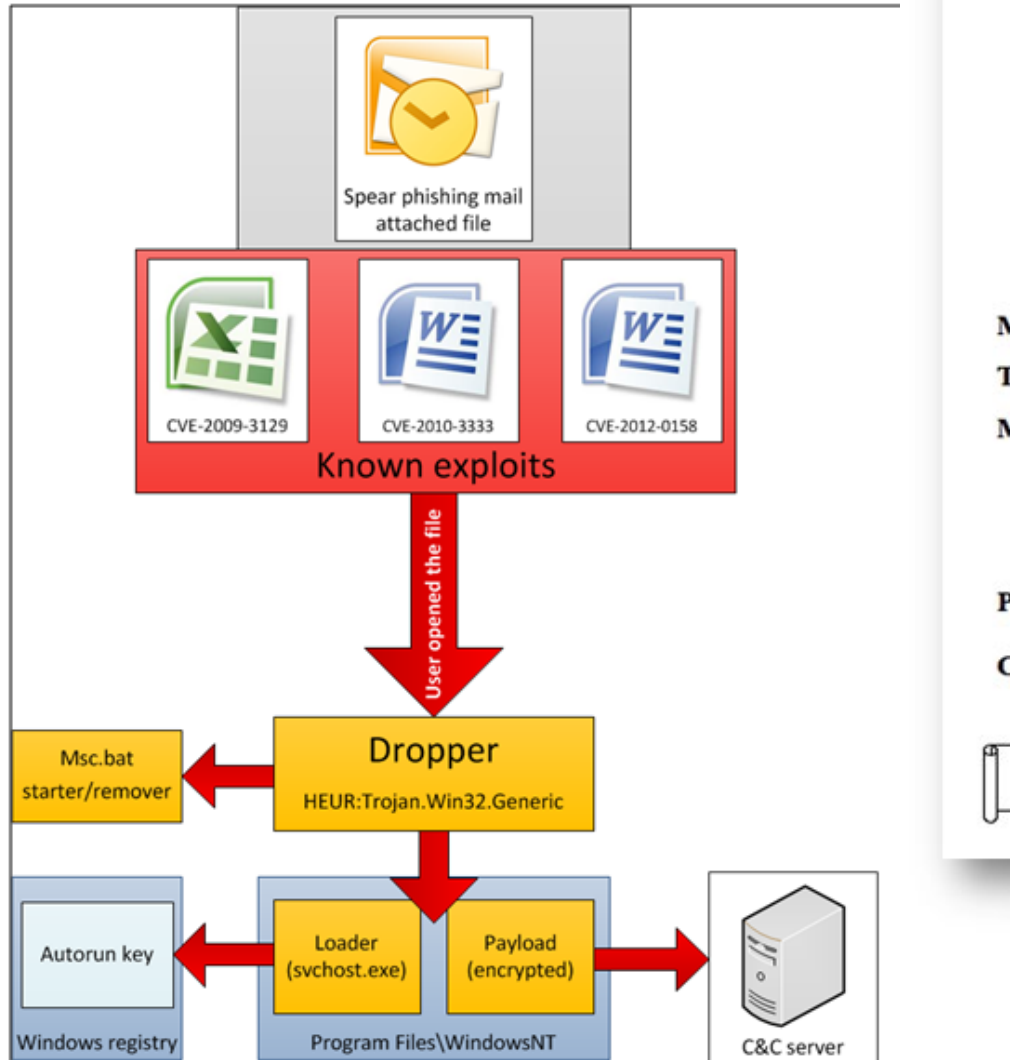 Spear phishing mail
attached file
CVE-2009-3129
CVE-2010-3333
CVE-2012-0158
Known exploits
User opened the file
Dropper
HEUR:Trojan.Win32.Generic
Msc.bat
starter/remover
Autorun key
Windows registry
Loader
(svchost.exe)
Payload
(encrypted)
Program Files\WindowsNT
C&C server